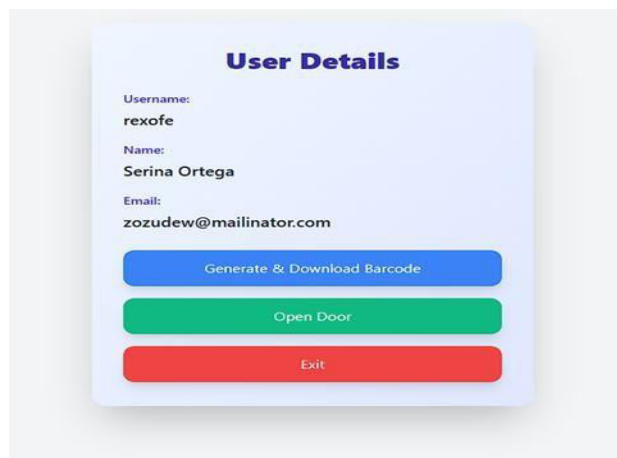 User Details
Username:
rexofe
Name:
Serina Ortega
Email:
zozudew@mailinator.com
Generate & Download Barcode
Open Door
Exit